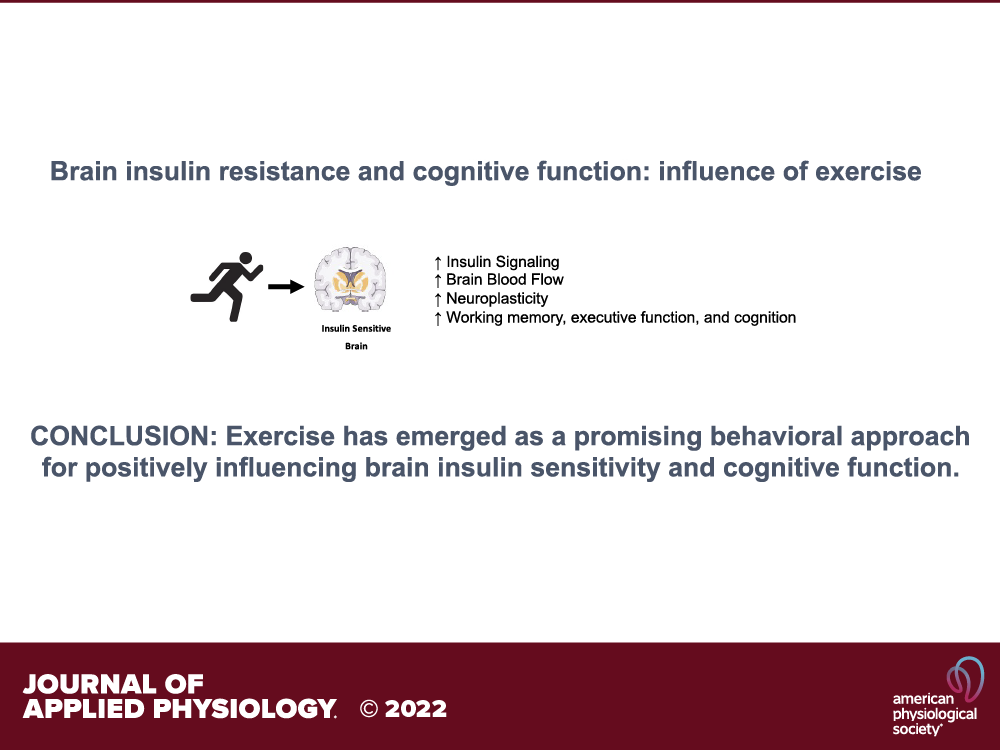 Brain insulin resistance and cognitive function: influence of exercise
↑ Insulin Signaling
↑ Brain Blood Flow
↑ Neuroplasticity
↑ Working memory, executive function, and cognition
Insulin Sensitive
Brain
CONCLUSION: Exercise has emerged as a promising behavioral approach
for positively influencing brain insulin sensitivity and cognitive function.
JOURNAL OF
APPLIED PHYSIOLOGY. © 2022
american
physiological
society